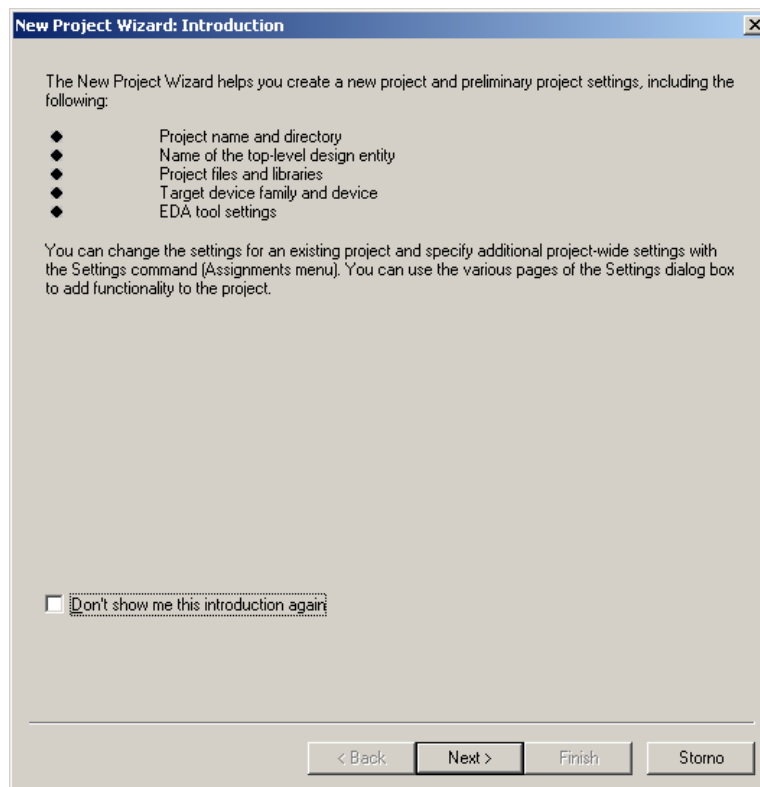 New Project Wizard: Introduction
The New Project Wizard helps you create a new project and preliminary project settings, including the
following:
Project name and directory
Name of the top-level design entity
Project files and libraries
Target device family and device
EDA tool settings
You can change the settings for an existing project and specify additional project-wide settings with
the Settings command (Assignments menu). You can use the various pages of the Settings dialog box
to add functionality to the project.
Don't show me this introduction again
< Back
Next >
Finish
Storno